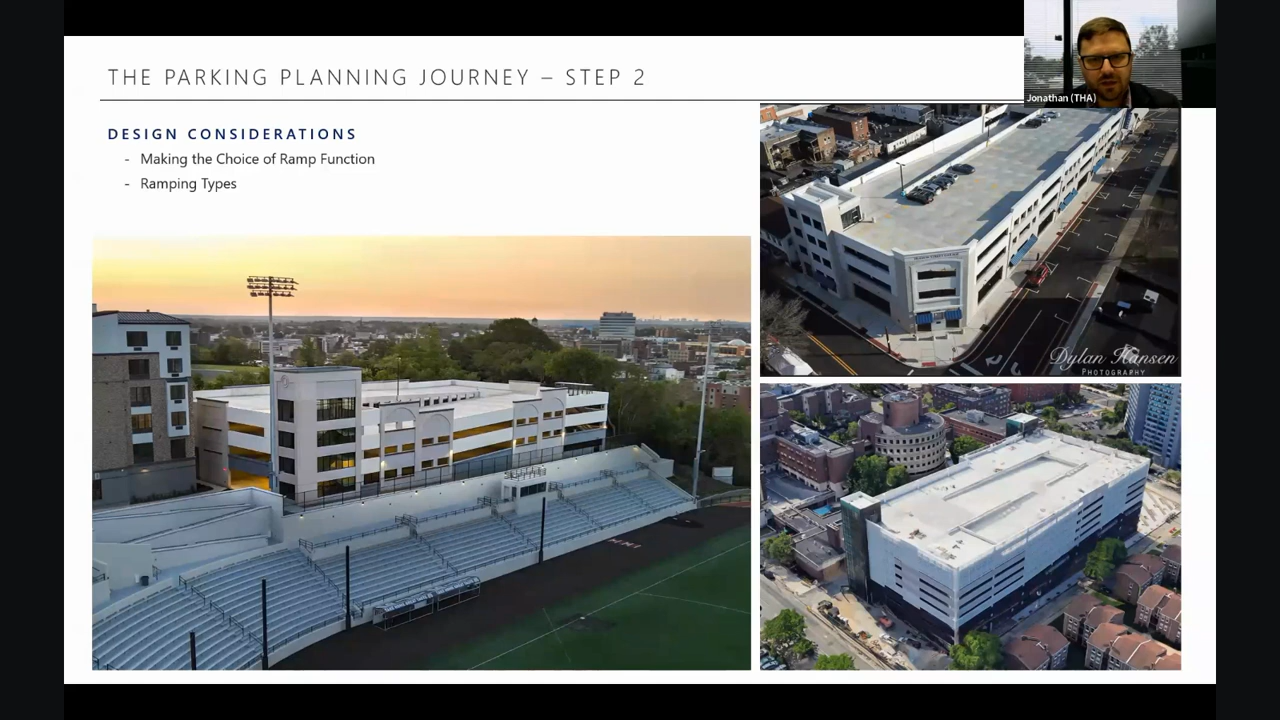 THE PARKING PLANNING JOURNEY – STEP 2
Jonathan (THA)
DESIGN CONSIDERATIONS
- Making the Choice of Ramp Function
- Ramping Types
Dylan Hansen
PHOTOGRAPHY